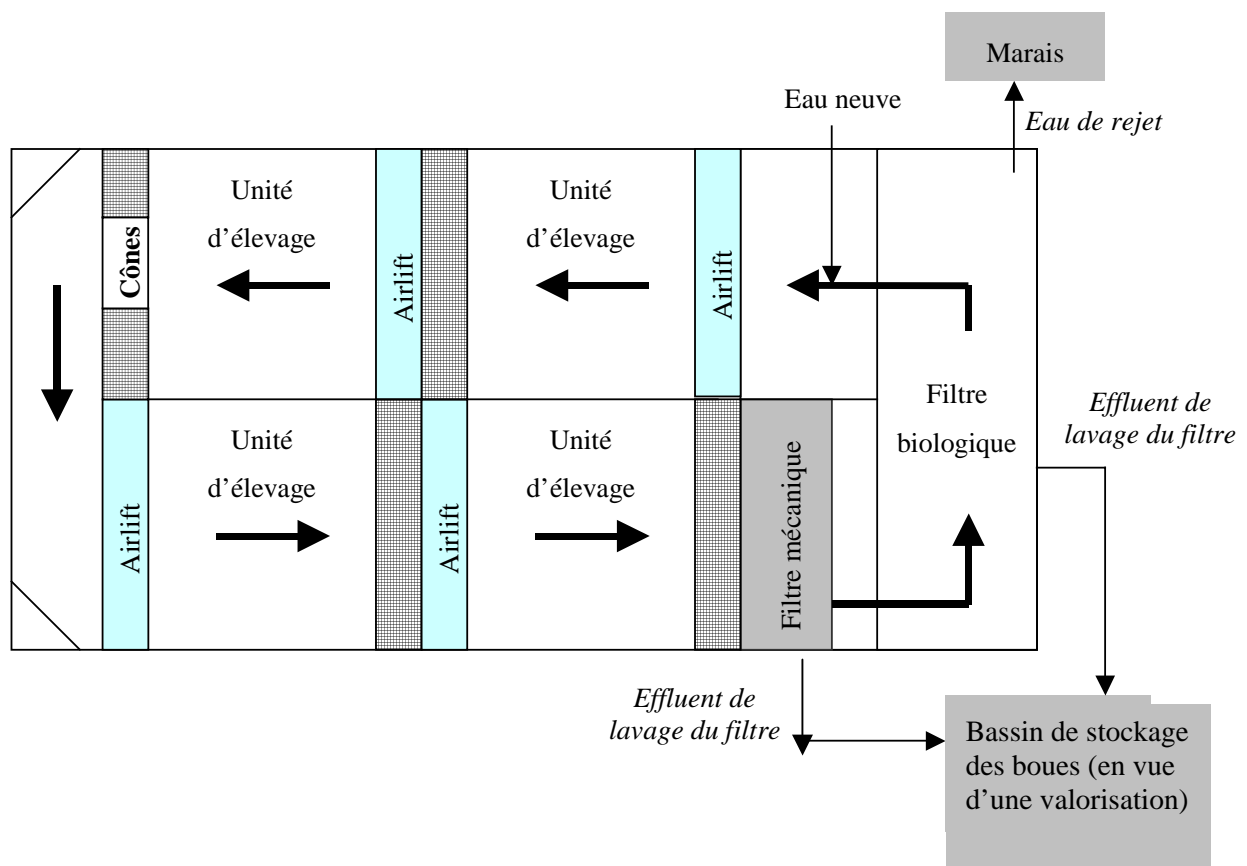 Marais
Eau neuve
Eau de rejet
Unité
d'élevage
Unité
d'élevage
Cônes
Airlift
Airlift
Unité
d'élevage
Unité
d'élevage
Airlift
Airlift
Filtre mécanique
Filtre
biologique
Effluent de
lavage du filtre
Effluent de
lavage du filtre
Bassin de stockage
des boues (en vue
d'une valorisation)